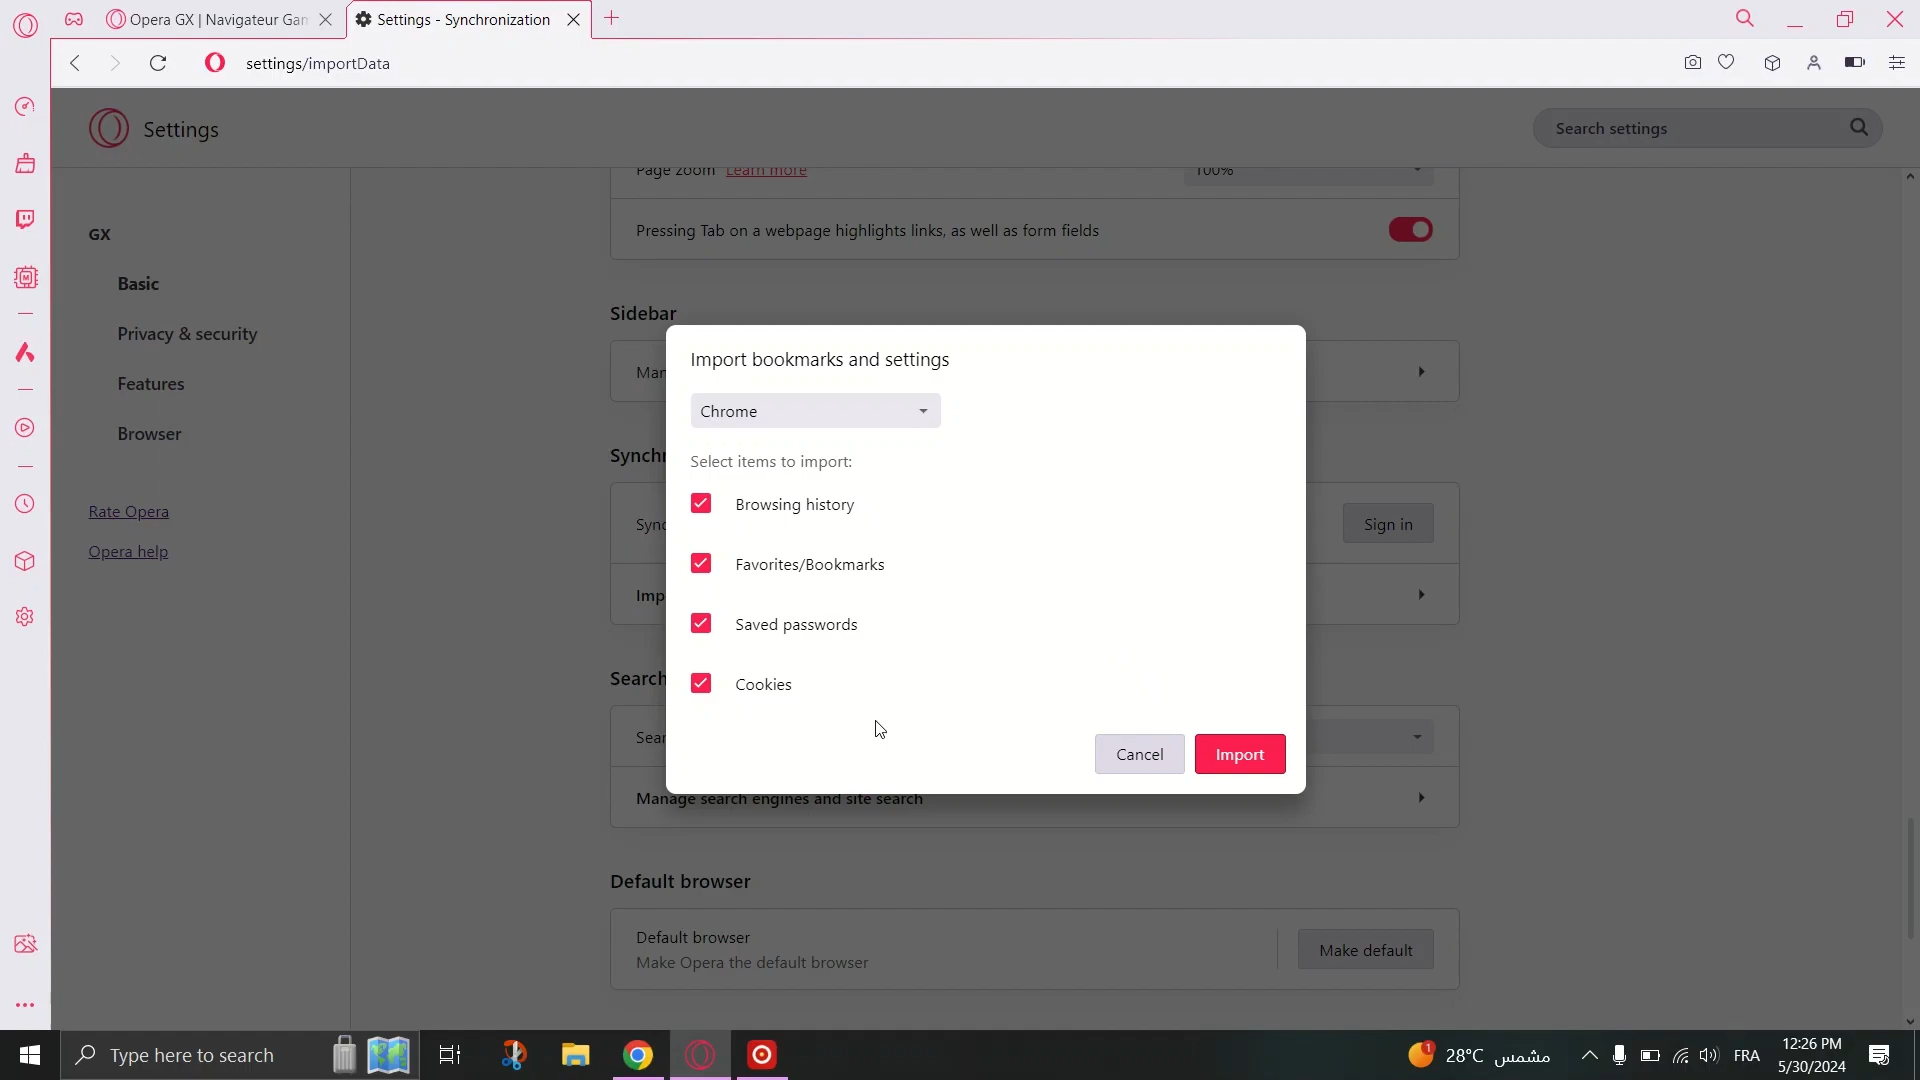 Opera GX | Navigateur Gam
Settings - Synchronization
settings/importData
Settings
Search settings
Page zoom Learn more
100%
GX
Pressing Tab on a webpage highlights links, as well as form fields
Basic
Sidebar
Privacy & security
Import bookmarks and settings
Man
Features
Chrome
Browser
Synchr
Select items to import:
Browsing history
Rate Opera
Sync
Sign in
Opera help
Favorites/Bookmarks
Imp
Saved passwords
Search
Cookies
Sear
Cancel
Import
Manage search engines and site search
Default browser
Default browser
Make Opera the default browser
Make default
Type here to search
1
28°C مشمس
FRA
12:26 PM
5/30/2024